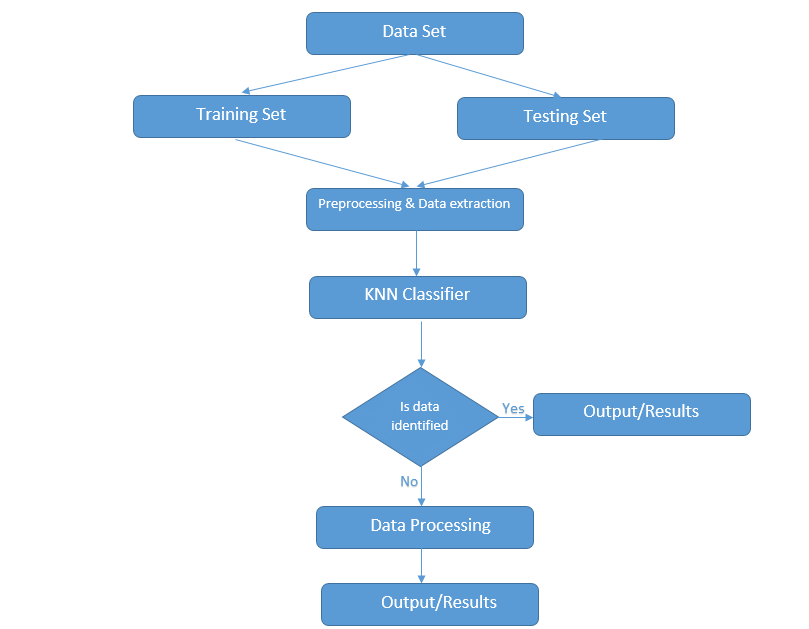 Data Set
Training Set
Testing Set
Preprocessing & Data extraction
KNN Classifier
Is data
identified
Yes
Output/Results
No
Data Processing
Output/Results